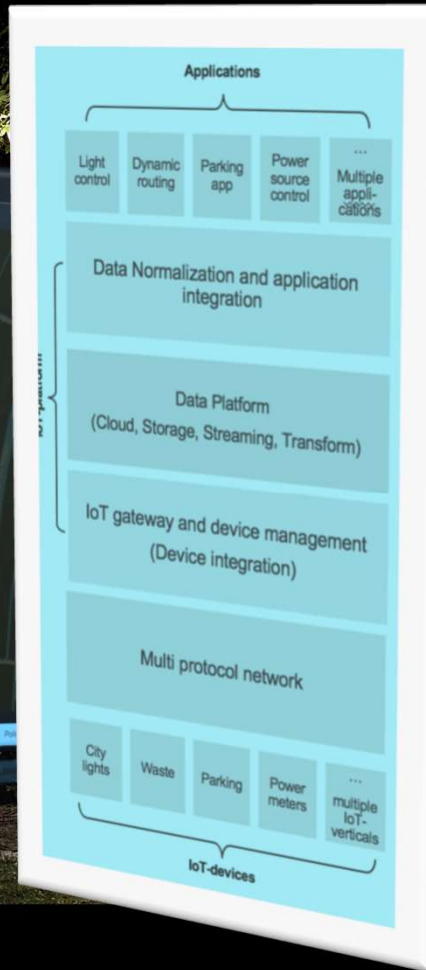 Applications
Light
control
Dynamic
routing
Parking
app
Power
source
control
...
Multiple
appli-
cations
Data Normalization and application
integration
Data Platform
(Cloud, Storage, Streaming, Transform)
IoT gateway and device management
(Device integration)
Multi protocol network
City
lights
Waste
Parking
Power
meters
...
multiple
IoT-
verticals
IoT-devices